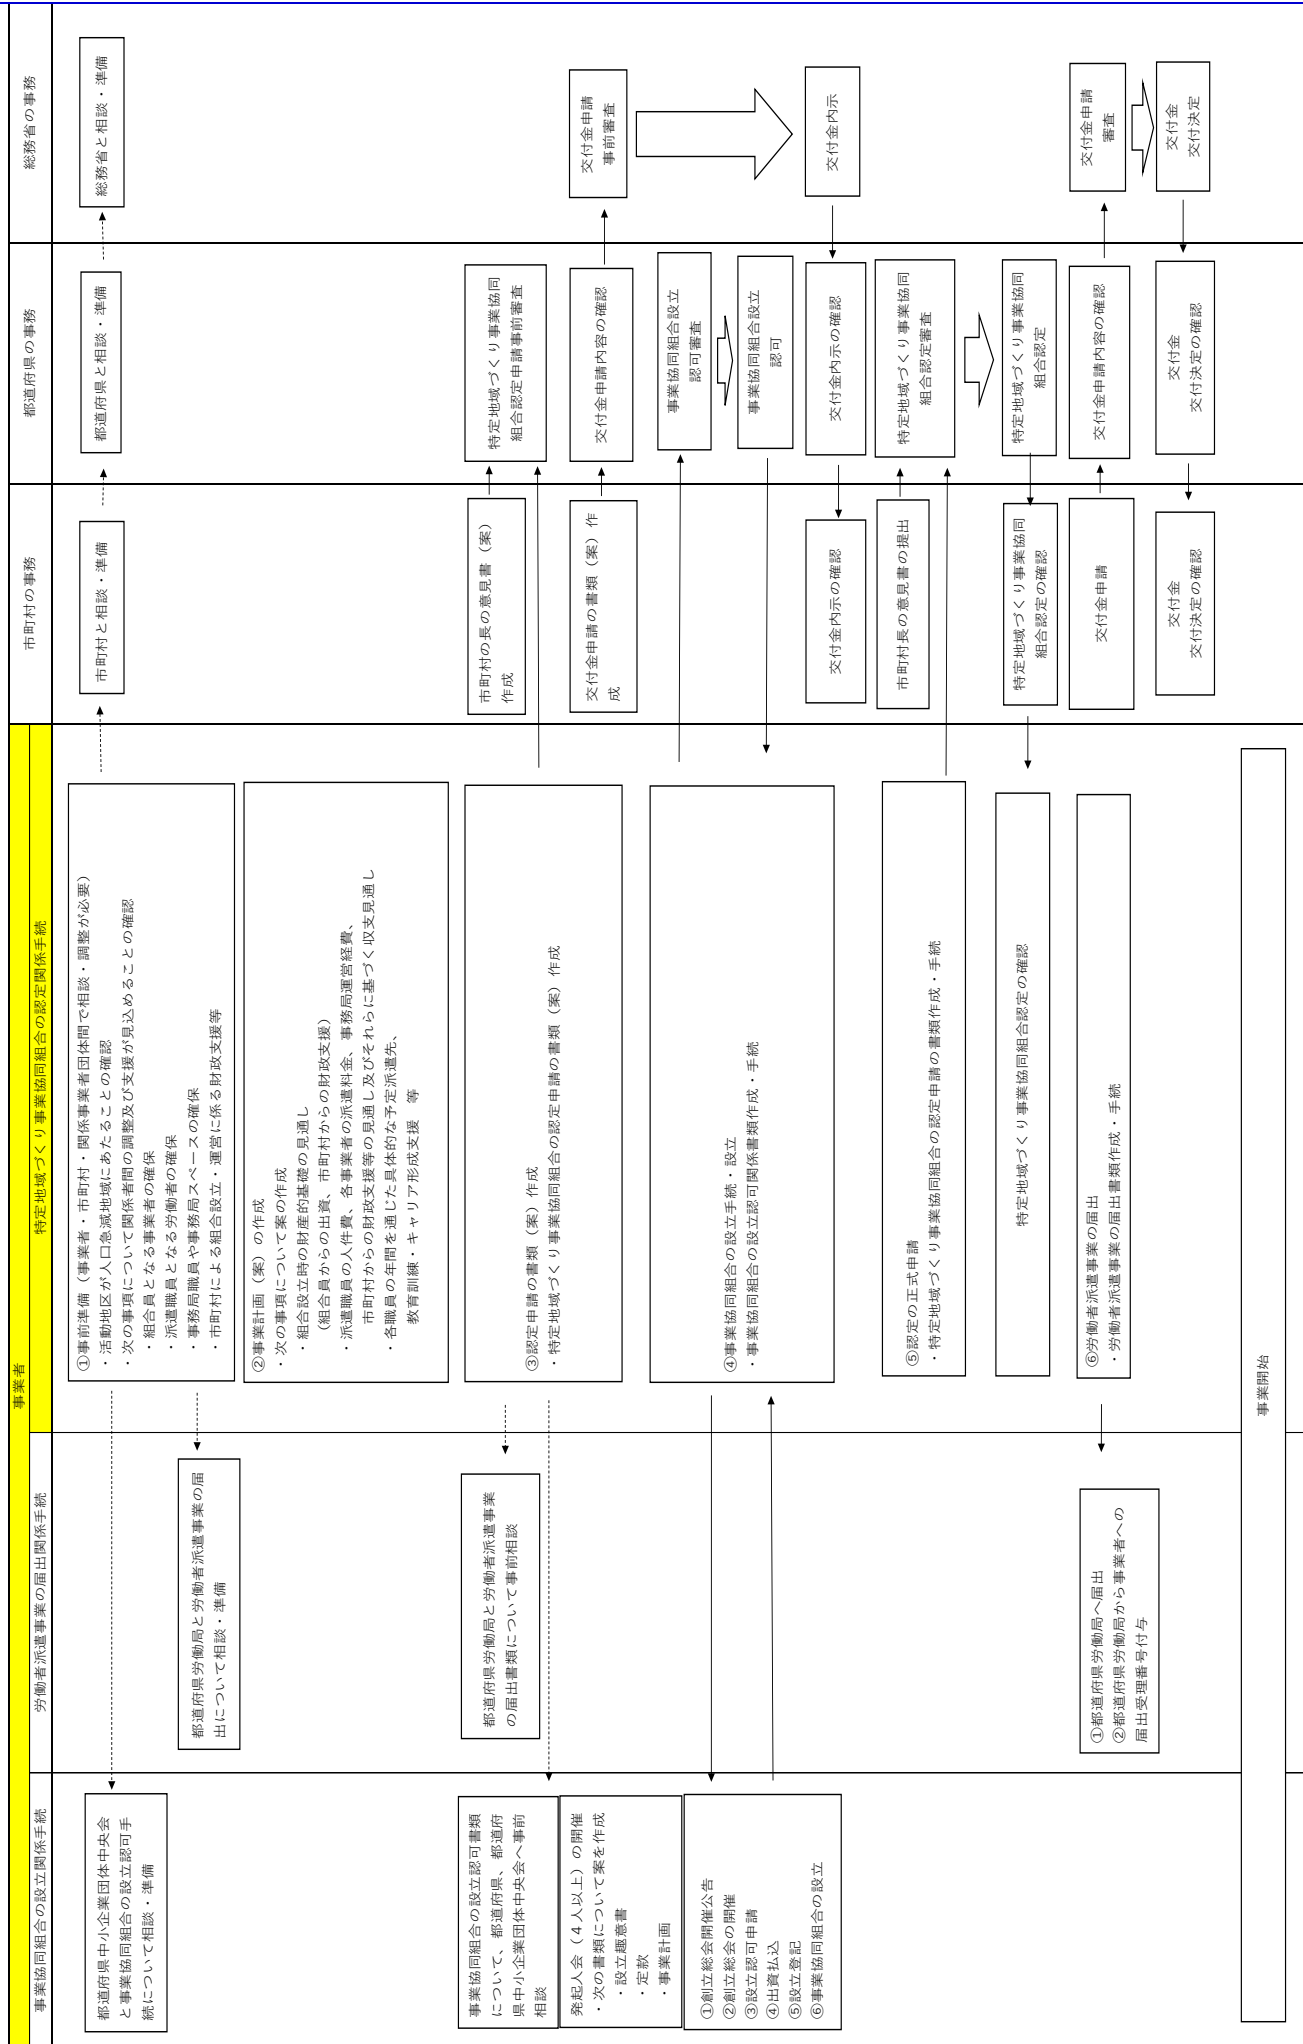 事業者
事業協同組合の設立関係手続
労働者派遣事業の届出関係手続
特定地域づくり事業協同組合の認定関係手続
市町村の事務
都道府県の事務
総務省の事務
都道府県中小企業団体中央会
と事業協同組合の設立認可手
続について相談・準備
都道府県労働局と労働者派遣事業の届
出について相談・準備
①事前準備（事業者・市町村・関係事業者団体間で相談・調整が必要）
・活動地区が人口急減地域にあたることの確認
・次の事項について関係者間の調整及び支援が見込めることの確認
・組合員となる事業者の確保
・派遣職員となる労働者の確保
・事務局職員や事務局スペースの確保
・市町村による組合設立・運営に係る財政支援等
市町村と相談・準備
都道府県と相談・準備
総務省と相談・準備
②事業計画（案）の作成
・次の事項について案の作成
・組合設立時の財産的基礎の見通し
（組合員からの出資、市町村からの財政支援）
・派遣職員の人件費、各事業者の派遣料金、事務局運営経費、
市町村からの財政支援等の見通し及びそれらに基づく収支見通し
・各職員の年間を通じた具体的な予定派遣先、
教育訓練・キャリア形成支援　等
事業協同組合の設立認可書類
について、都道府県、都道府
県中小企業団体中央会へ事前
相談
都道府県労働局と労働者派遣事業
の届出書類について事前相談
③認定申請の書類（案）作成
・特定地域づくり事業協同組合の認定申請の書類（案）作成
市町村の長の意見書（案）
作成
特定地域づくり事業協同
組合認定申請事前審査
発起人会（４人以上）の開催
・次の書類について案を作成
・設立趣意書
・定款
・事業計画
交付金申請の書類（案）作
成
交付金申請内容の確認
交付金申請
事前審査
①創立総会開催公告
②創立総会の開催
③設立認可申請
④出資払込
⑤設立登記
⑥事業協同組合の設立
④事業協同組合の設立手続・設立
・事業協同組合の設立認可関係書類作成・手続
事業協同組合設立
認可審査
事業協同組合設立
認可
交付金内示の確認
交付金内示の確認
交付金内示
⑤認定の正式申請
・特定地域づくり事業協同組合の認定申請の書類作成・手続
市町村長の意見書の提出
特定地域づくり事業協同
組合認定審査
特定地域づくり事業協同組合認定の確認
特定地域づくり事業協同
組合認定の確認
特定地域づくり事業協同
組合認定
①都道府県労働局へ届出
②都道府県労働局から事業者への
届出受理番号付与
⑥労働者派遣事業の届出
・労働者派遣事業の届出書類作成・手続
交付金申請
交付金申請内容の確認
交付金申請
審査
交付金
交付決定の確認
交付金
交付決定の確認
交付金
交付決定
事業開始